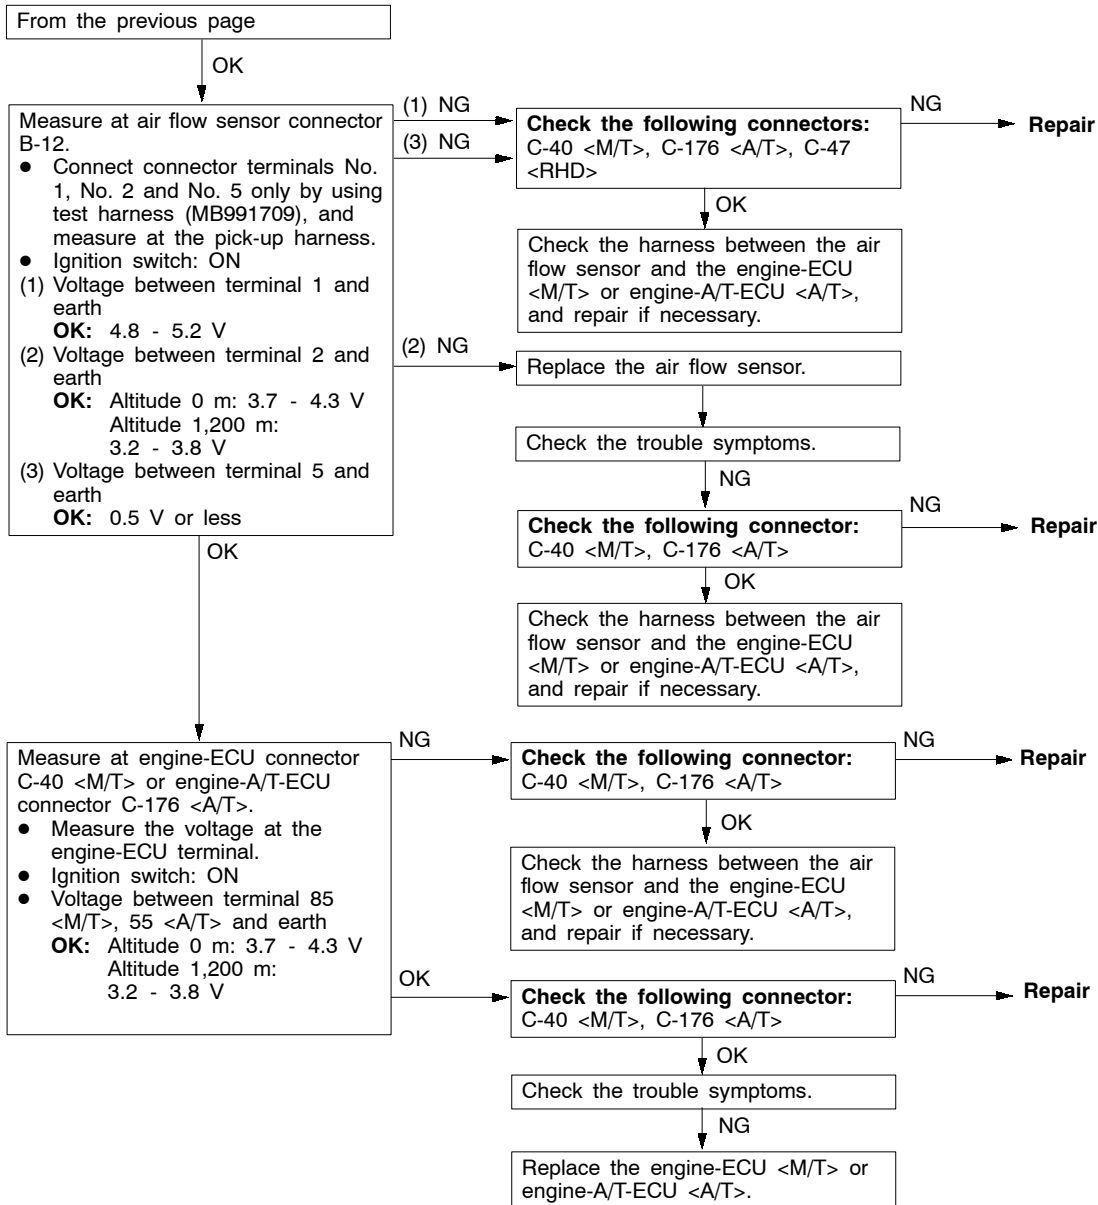 From the previous page
OK
Measure at air flow sensor connector
B-12.
● Connect connector terminals No.
1, No. 2 and No. 5 only by using
test harness (MB991709), and
measure at the pick-up harness.
● Ignition switch: ON
(1) Voltage between terminal 1 and
earth
OK: 4.8 - 5.2 V
(2) Voltage between terminal 2 and
earth
OK: Altitude 0 m: 3.7 - 4.3 V
Altitude 1,200 m:
3.2 - 3.8 V
(3) Voltage between terminal 5 and
earth
OK: 0.5 V or less
(1) NG
(3) NG
Check the following connectors:
C-40 <M/T>, C-176 <A/T>, C-47
<RHD>
NG
Repair
OK
Check the harness between the air
flow sensor and the engine-ECU
<M/T> or engine-A/T-ECU <A/T>,
and repair if necessary.
(2) NG
Replace the air flow sensor.
Check the trouble symptoms.
NG
Check the following connector:
C-40 <M/T>, C-176 <A/T>
NG
Repair
OK
Check the harness between the air
flow sensor and the engine-ECU
<M/T> or engine-A/T-ECU <A/T>,
and repair if necessary.
OK
Measure at engine-ECU connector
C-40 <M/T> or engine-A/T-ECU
connector C-176 <A/T>.
● Measure the voltage at the
engine-ECU terminal.
● Ignition switch: ON
● Voltage between terminal 85
<M/T>, 55 <A/T> and earth
OK: Altitude 0 m: 3.7 - 4.3 V
Altitude 1,200 m:
3.2 - 3.8 V
NG
Check the following connector:
C-40 <M/T>, C-176 <A/T>
NG
Repair
OK
Check the harness between the air
flow sensor and the engine-ECU
<M/T> or engine-A/T-ECU <A/T>,
and repair if necessary.
OK
Check the following connector:
C-40 <M/T>, C-176 <A/T>
NG
Repair
OK
Check the trouble symptoms.
NG
Replace the engine-ECU <M/T> or
engine-A/T-ECU <A/T>.